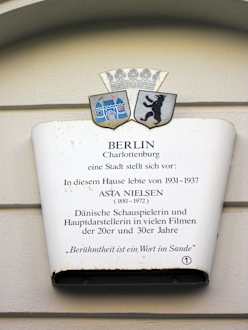 BERLIN
Charlottenburg
eine Stadt stellt sich vor:
In diesem Hause lebte von 1931-1937
ASTA NIELSEN
(1881-1972)
Dänische Schauspielerin und
Hauptdarstellerin in vielen Filmen
der 20er und 30er Jahre
„Berühmtheit ist ein Wort im Sande"
1